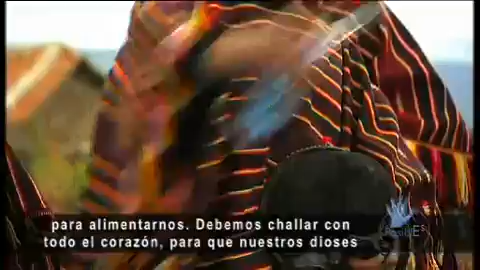 para alimentarnos. Debemos challar con
todo el corazón, para que nuestros dioses